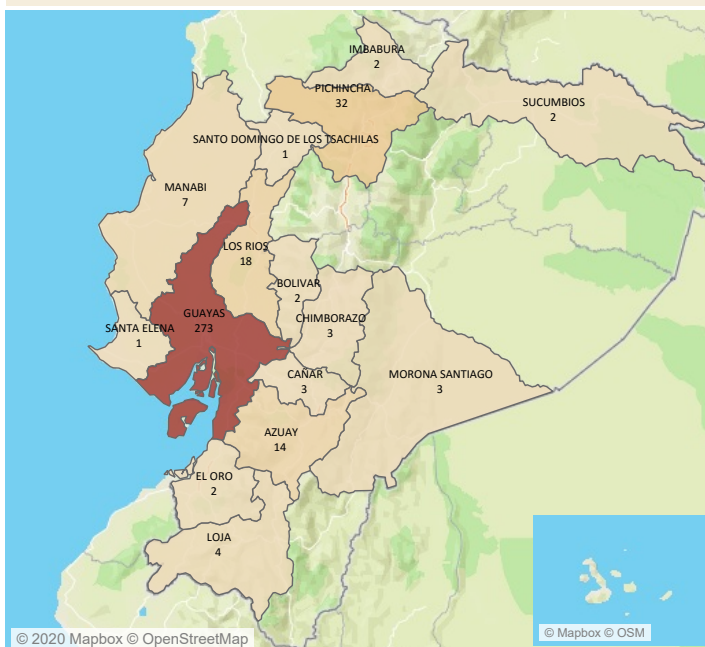 IMBABURA
2
PICHINCHA
32
SUCUMBIOS
2
SANTO DOMINGO DE LOS TSACHILAS
1
MANABI
7
LOS RIOS
18
BOLIVAR
2
GUAYAS
273
CHIMBORAZO
3
SANTA ELENA
1
CAÑAR
3
MORONA SANTIAGO
3
AZUAY
14
EL ORO
2
LOJA
4
© 2020 Mapbox © OpenStreetMap
© Mapbox © OSM